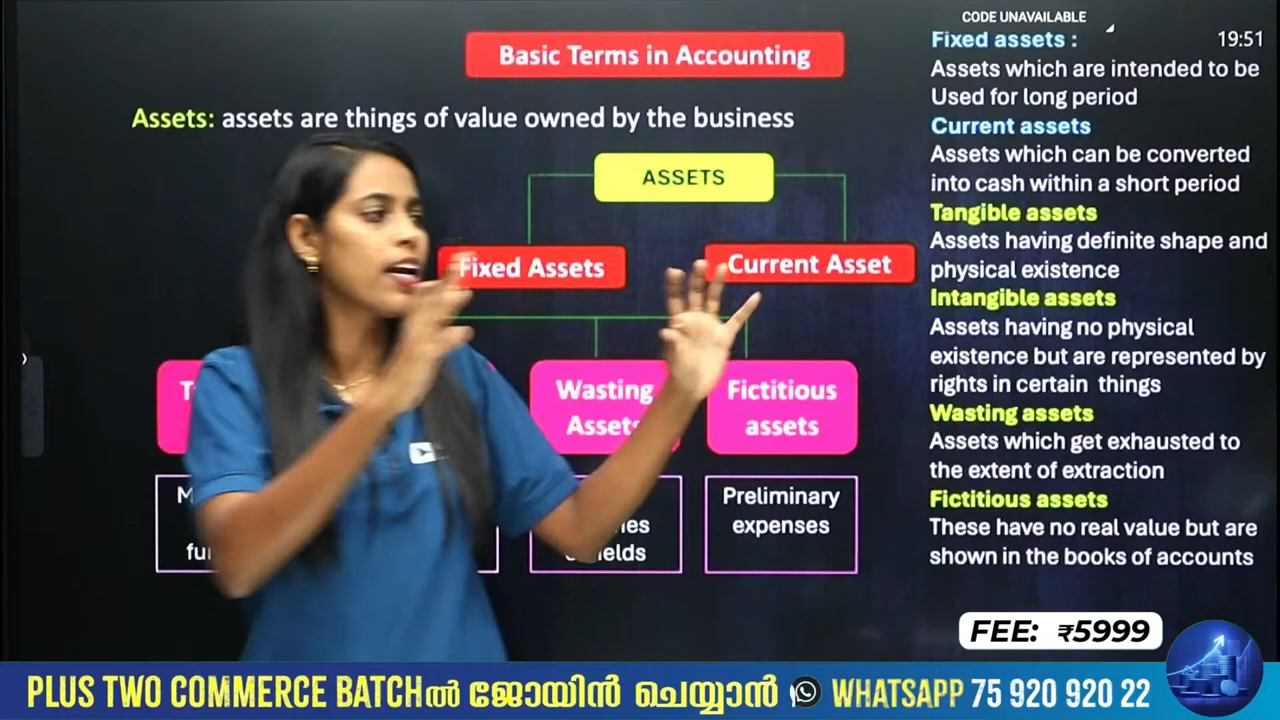 CODE UNAVAILABLE
19:51
Basic Terms in Accounting
Assets: assets are things of value owned by the business
ASSETS
Fixed Assets
Current Asset
Wasting
Assets
Fictitious
assets
Preliminary
expenses
Fixed assets :
Assets which are intended to be
Used for long period
Current assets
Assets which can be converted
into cash within a short period
Tangible assets
Assets having definite shape and
physical existence
Intangible assets
Assets having no physical
existence but are represented by
rights in certain things
Wasting assets
Assets which get exhausted to
the extent of extraction
Fictitious assets
These have no real value but are
shown in the books of accounts
FEE: ₹5999
PLUS TWO COMMERCE BATCHൽ ജോയിൻ ചെയ്യാൻ WHATSAPP 75 920 920 22